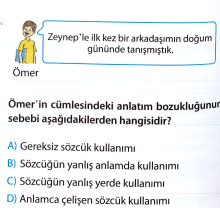 Zeynep'le ilk kez bir arkadaşımın doğum
gününde tanışmıştık.
Ömer
Ömer'in cümlesindeki anlatım bozukluğunun
sebebi aşağıdakilerden hangisidir?
A) Gereksiz sözcük kullanımı
B) Sözcüğün yanlış anlamda kullanımı
C) Sözcüğün yanlış yerde kullanımı
D) Anlamca çelişen sözcük kullanımı